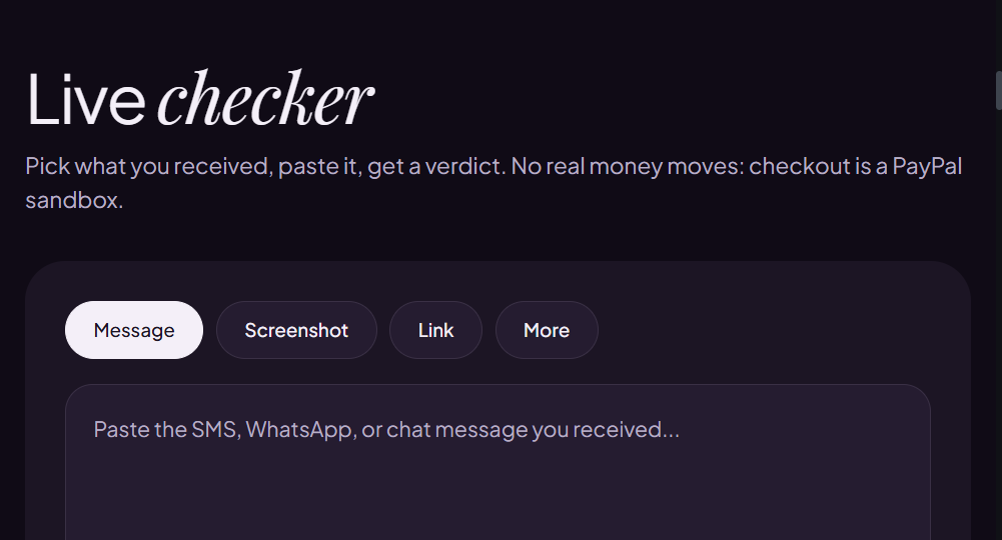 Live checker
Pick what you received, paste it, get a verdict. No real money moves: checkout is a PayPal
sandbox.
Message
Screenshot
Link
More
Paste the SMS, WhatsApp, or chat message you received...